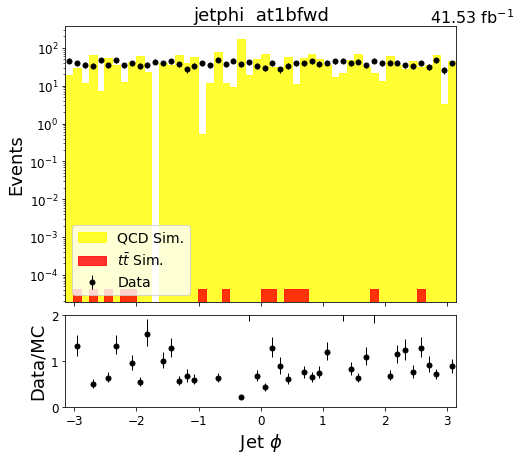 jetphi  at1bfwd
41.53 fb⁻¹
Events
10²
10¹
10⁰
10⁻¹
10⁻²
10⁻³
10⁻⁴
QCD Sim.
tt̄ Sim.
Data
Data/MC
2
1
0
−3 −2 −1 0 1 2 3
Jet ϕ